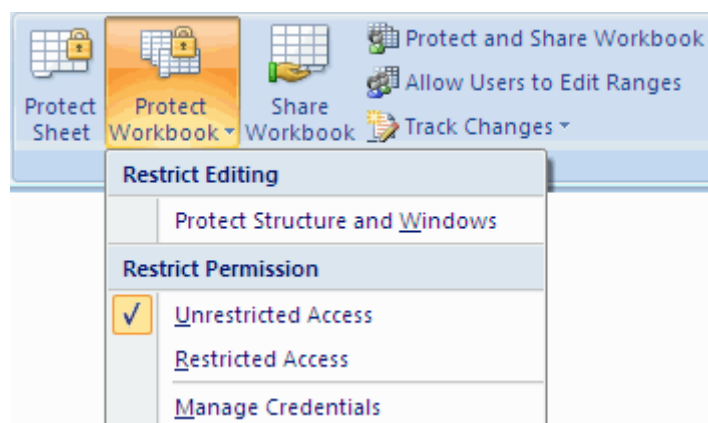 Protect and Share Workbook
Allow Users to Edit Ranges
Protect Sheet
Protect Workbook
Share Workbook
Track Changes
Restrict Editing
Protect Structure and Windows
Restrict Permission
Unrestricted Access
Restricted Access
Manage Credentials